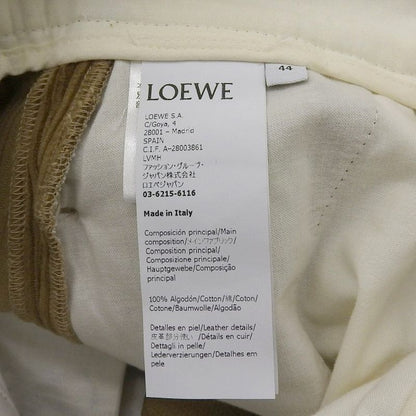 44
LOEWE
LOEWE S.A.
C/Goya, 4
28001 – Madrid
SPAIN
C.I.F. A–28003861
LVMH
ファッション・グループ・
ジャパン株式会社
ロエベジャパン
03-6215-6116
Made in Italy
Composición principal/Main
composition/メインファブリック/
Composition principal/
Composizione principale/
Hauptgewebe/Composição
principal
100% Algodón/Cotton/綿/Coton/
Cotone/Baumwolle/Algodão
Detalles en piel/Leather details/
皮革部分使い/Détails en cuir/
Dettagli in pelle/
Lederverzierungen/Detalhes em
pele